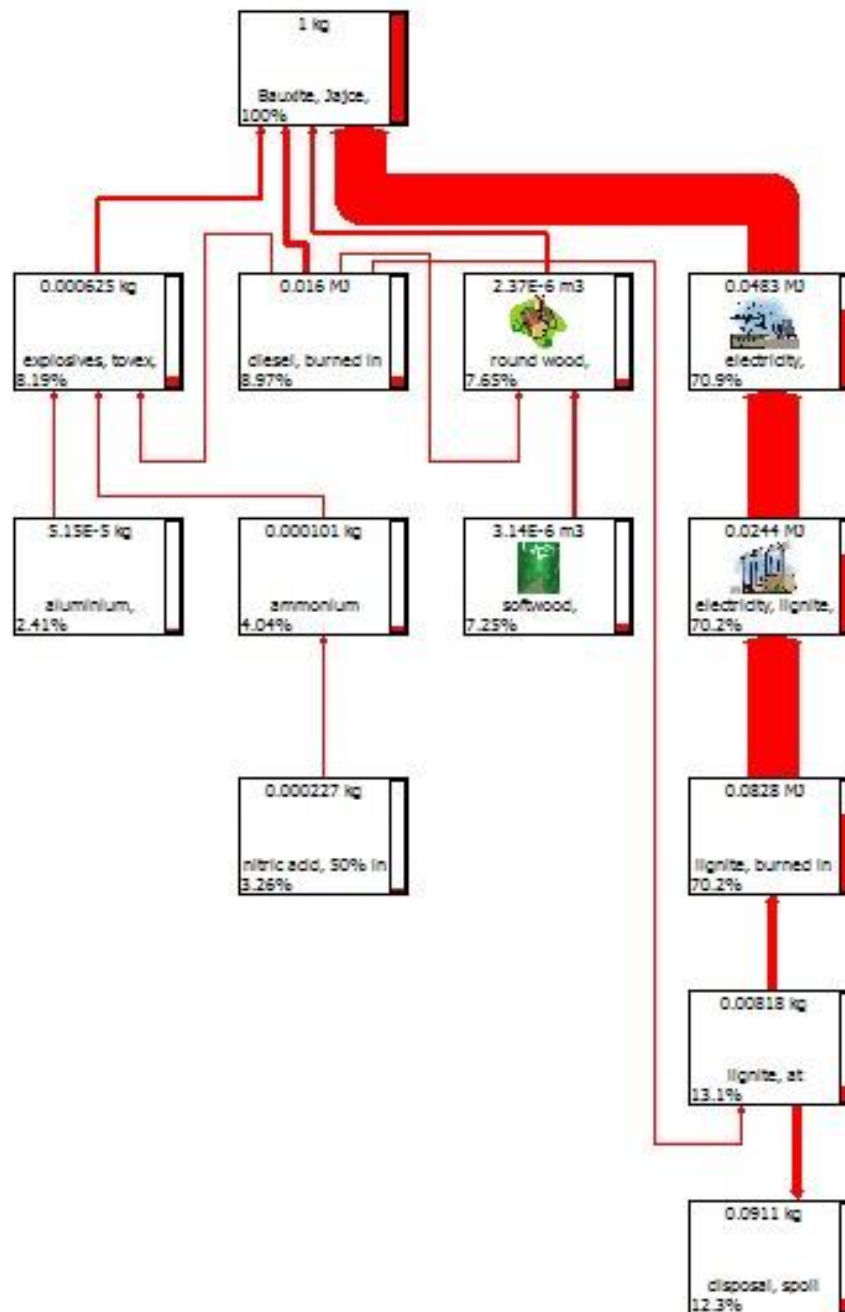 1 kg
Bauxite, Jajce,
100%
0.000625 kg
explosives, tovex,
8.19%
0.016 MJ
diesel, burned in
8.97%
2.37E-6 m3
round wood,
7.65%
0.0483 MJ
electricity,
70.9%
5.15E-5 kg
aluminium,
2.41%
0.000101 kg
ammonium
4.04%
3.14E-6 m3
softwood,
7.25%
0.0244 MJ
electricity, lignite,
70.2%
0.000227 kg
nitric acid, 50% in
3.26%
0.0828 MJ
lignite, burned in
70.2%
0.00818 kg
lignite, at
13.1%
0.0911 kg
disposal, spoil
12.3%